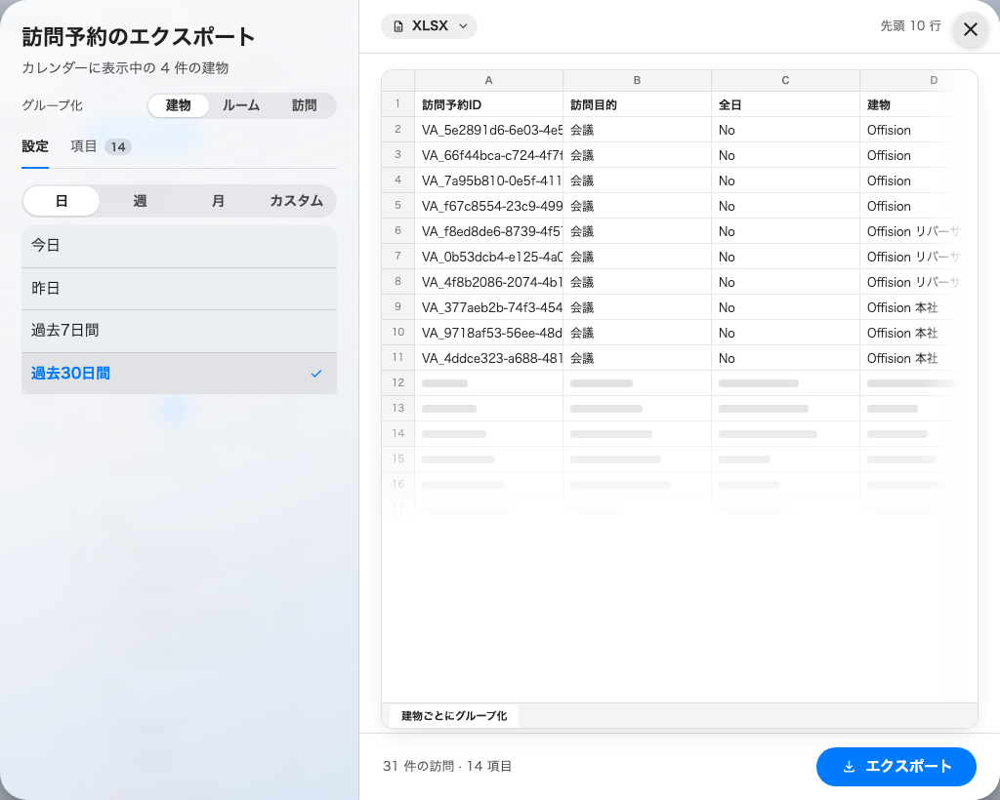 訪問予約のエクスポート
カレンダーに表示中の 4 件の建物
グループ化 建物 ルーム 訪問
設定 項目 14
日 週 月 カスタム
今日
昨日
過去7日間
過去30日間
XLSX 先頭 10 行
A B C D
1 訪問予約ID 訪問目的 全日 建物
2 VA_5e2891d6-6e03-4e5 会議 No Offision
3 VA_66f44bca-c724-4f7f 会議 No Offision
4 VA_7a95b810-0e5f-411 会議 No Offision
5 VA_f67c8554-23c9-499 会議 No Offision
6 VA_f8ed8de6-8739-4f57 会議 No Offision リバーサ
7 VA_0b53dcb4-e125-4a0 会議 No Offision リバーサ
8 VA_4f8b2086-2074-4b1 会議 No Offision リバーサ
9 VA_377aeb2b-74f3-454 会議 No Offision 本社
10 VA_9718af53-56ee-48d 会議 No Offision 本社
11 VA_4ddce323-a688-481 会議 No Offision 本社
12
13
14
15
16
17
建物ごとにグループ化
31 件の訪問 · 14 項目
エクスポート